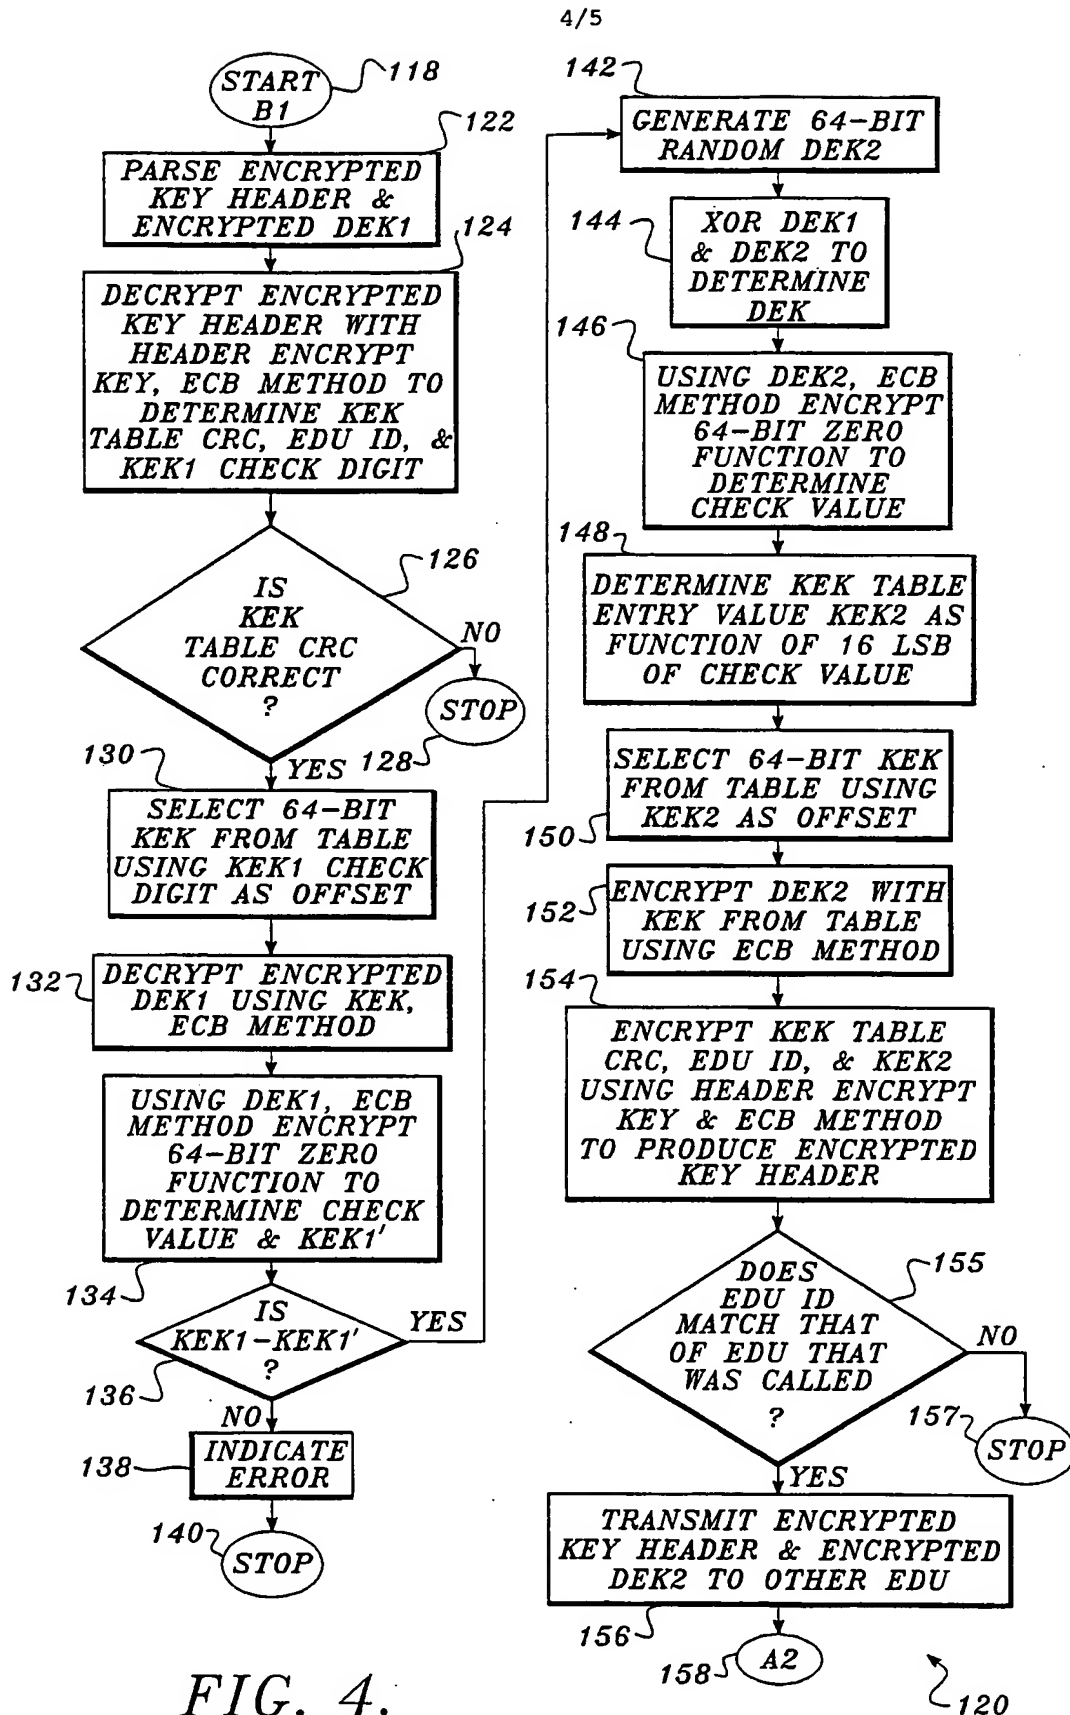 4/5
START
B1
118
122
PARSE ENCRYPTED
KEY HEADER &
ENCRYPTED DEK1
124
DECRYPT ENCRYPTED
KEY HEADER WITH
HEADER ENCRYPT
KEY, ECB METHOD TO
DETERMINE KEK
TABLE CRC, EDU ID, &
KEK1 CHECK DIGIT
126
IS
KEK
TABLE CRC
CORRECT
?
NO
STOP
128
YES
130
SELECT 64-BIT
KEK FROM TABLE
USING KEK1 CHECK
DIGIT AS OFFSET
132
DECRYPT ENCRYPTED
DEK1 USING KEK,
ECB METHOD
USING DEK1, ECB
METHOD ENCRYPT
64-BIT ZERO
FUNCTION TO
DETERMINE CHECK
VALUE & KEK1'
134
IS
KEK1-KEK1'
?
YES
136
NO
138
INDICATE
ERROR
140
STOP
142
GENERATE 64-BIT
RANDOM DEK2
144
XOR DEK1
& DEK2 TO
DETERMINE
DEK
146
USING DEK2, ECB
METHOD ENCRYPT
64-BIT ZERO
FUNCTION TO
DETERMINE
CHECK VALUE
148
DETERMINE KEK TABLE
ENTRY VALUE KEK2 AS
FUNCTION OF 16 LSB
OF CHECK VALUE
SELECT 64-BIT KEK
FROM TABLE USING
KEK2 AS OFFSET
150
152
ENCRYPT DEK2 WITH
KEK FROM TABLE
USING ECB METHOD
154
ENCRYPT KEK TABLE
CRC, EDU ID, & KEK2
USING HEADER ENCRYPT
KEY & ECB METHOD
TO PRODUCE ENCRYPTED
KEY HEADER
155
DOES
EDU ID
MATCH THAT
OF EDU THAT
WAS CALLED
?
NO
157
STOP
YES
TRANSMIT ENCRYPTED
KEY HEADER & ENCRYPTED
DEK2 TO OTHER EDU
156
158
A2
120
FIG. 4.